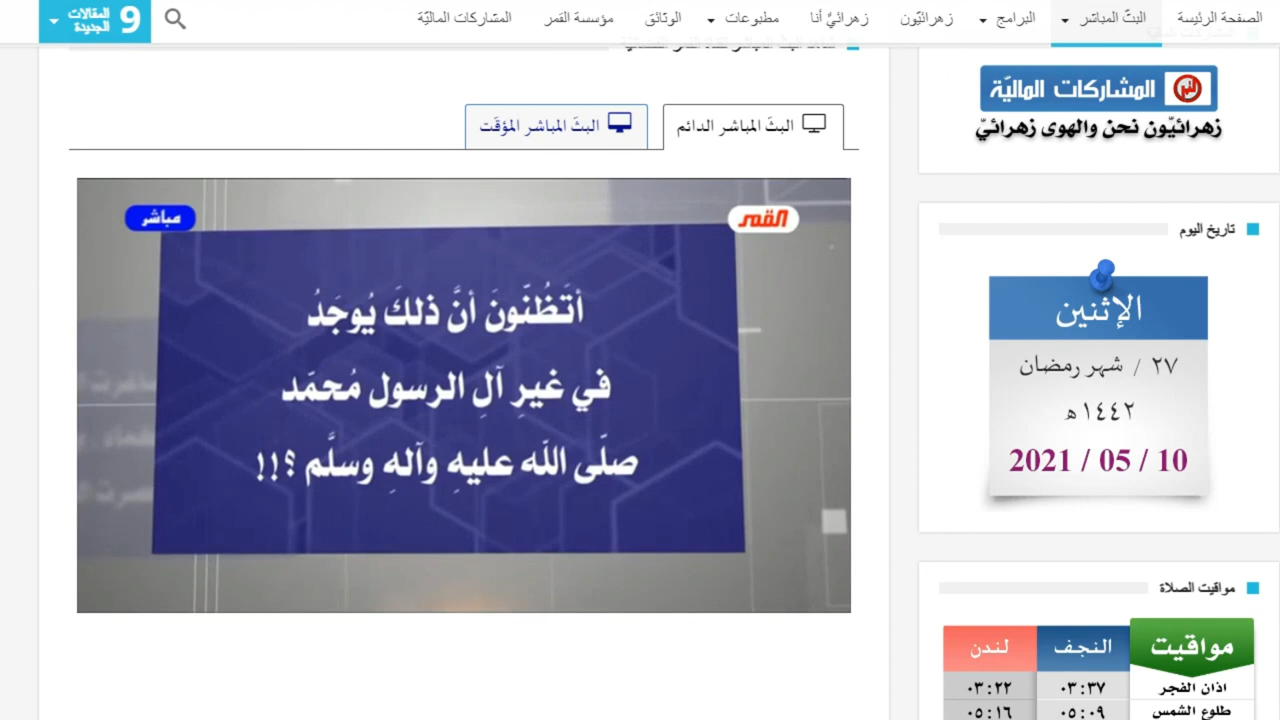 الصفحة الرئيسة
البثّ المباشر
البرامج
زهرائيّون
زهرائيٌّ أنا
مطبوعات
الوثائق
مؤسسة القمر
المشاركات الماليّة
9 المقالات
الجديدة
المشاركات الماليّة
زهرائيّون نحن والهوى زهرائيّ
البثّ المباشر الدائم
البثّ المباشر المؤقّت
القمر
مباشر
أتَظُنّونَ أنَّ ذلكَ يُوجَدُ
في غيرِ آلِ الرسول مُحمّد
صلّى اللّه عليهِ وآلهِ وسلَّم ؟!!
تاريخ اليوم
الإثنين
٢٧ / شهر رمضان
١٤٤٢ه
2021 / 05 / 10
مواقيت الصلاة
مواقيت
النجف
لندن
اذان الفجر
٠٣:٣٧
٠٣:٢٢
طلوع الشمس
٠٥:٠٩
٠٥:١٦